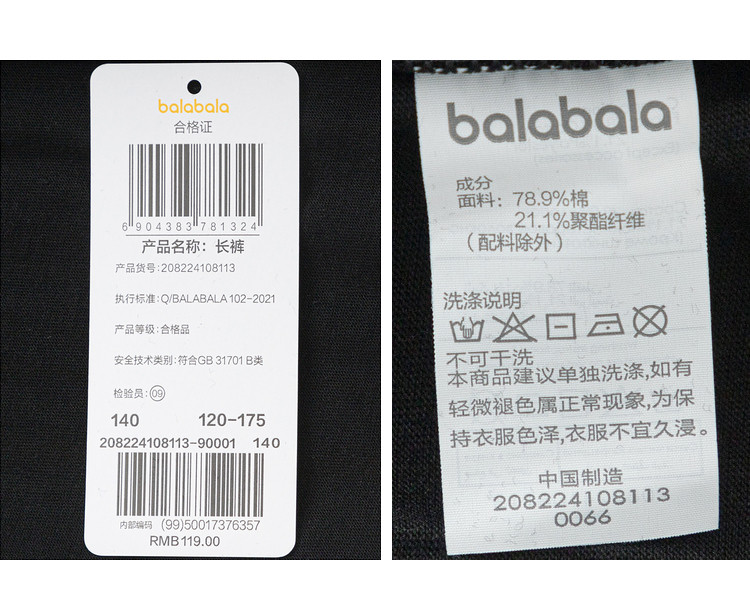 balabala
合格证
6 904383 781324
产品名称：长裤
产品货号:208224108113
执行标准:Q/BALABALA 102-2021
产品等级:合格品
安全技术类别:符合GB 31701 B类
检验员:09
140 120-175
208224108113-90001 140
内部编码 (99)50017376357
RMB119.00
balabala
成分
面料：78.9%棉
21.1%聚酯纤维
（配料除外）
洗涤说明
不可干洗
本商品建议单独洗涤,如有
轻微褪色属正常现象,为保
持衣服色泽,衣服不宜久浸。
中国制造
208224108113
0066